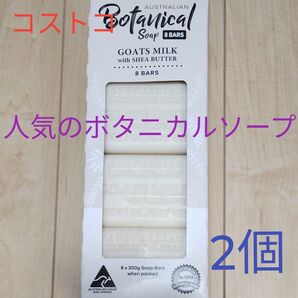 コストコ
AUSTRALIAN
Botanical
Soap 8 BARS
GOATS MILK
with SHEA BUTTER
8 BARS
人気のボタニカルソープ
2個
8 x 200g Soap Bars
when packed